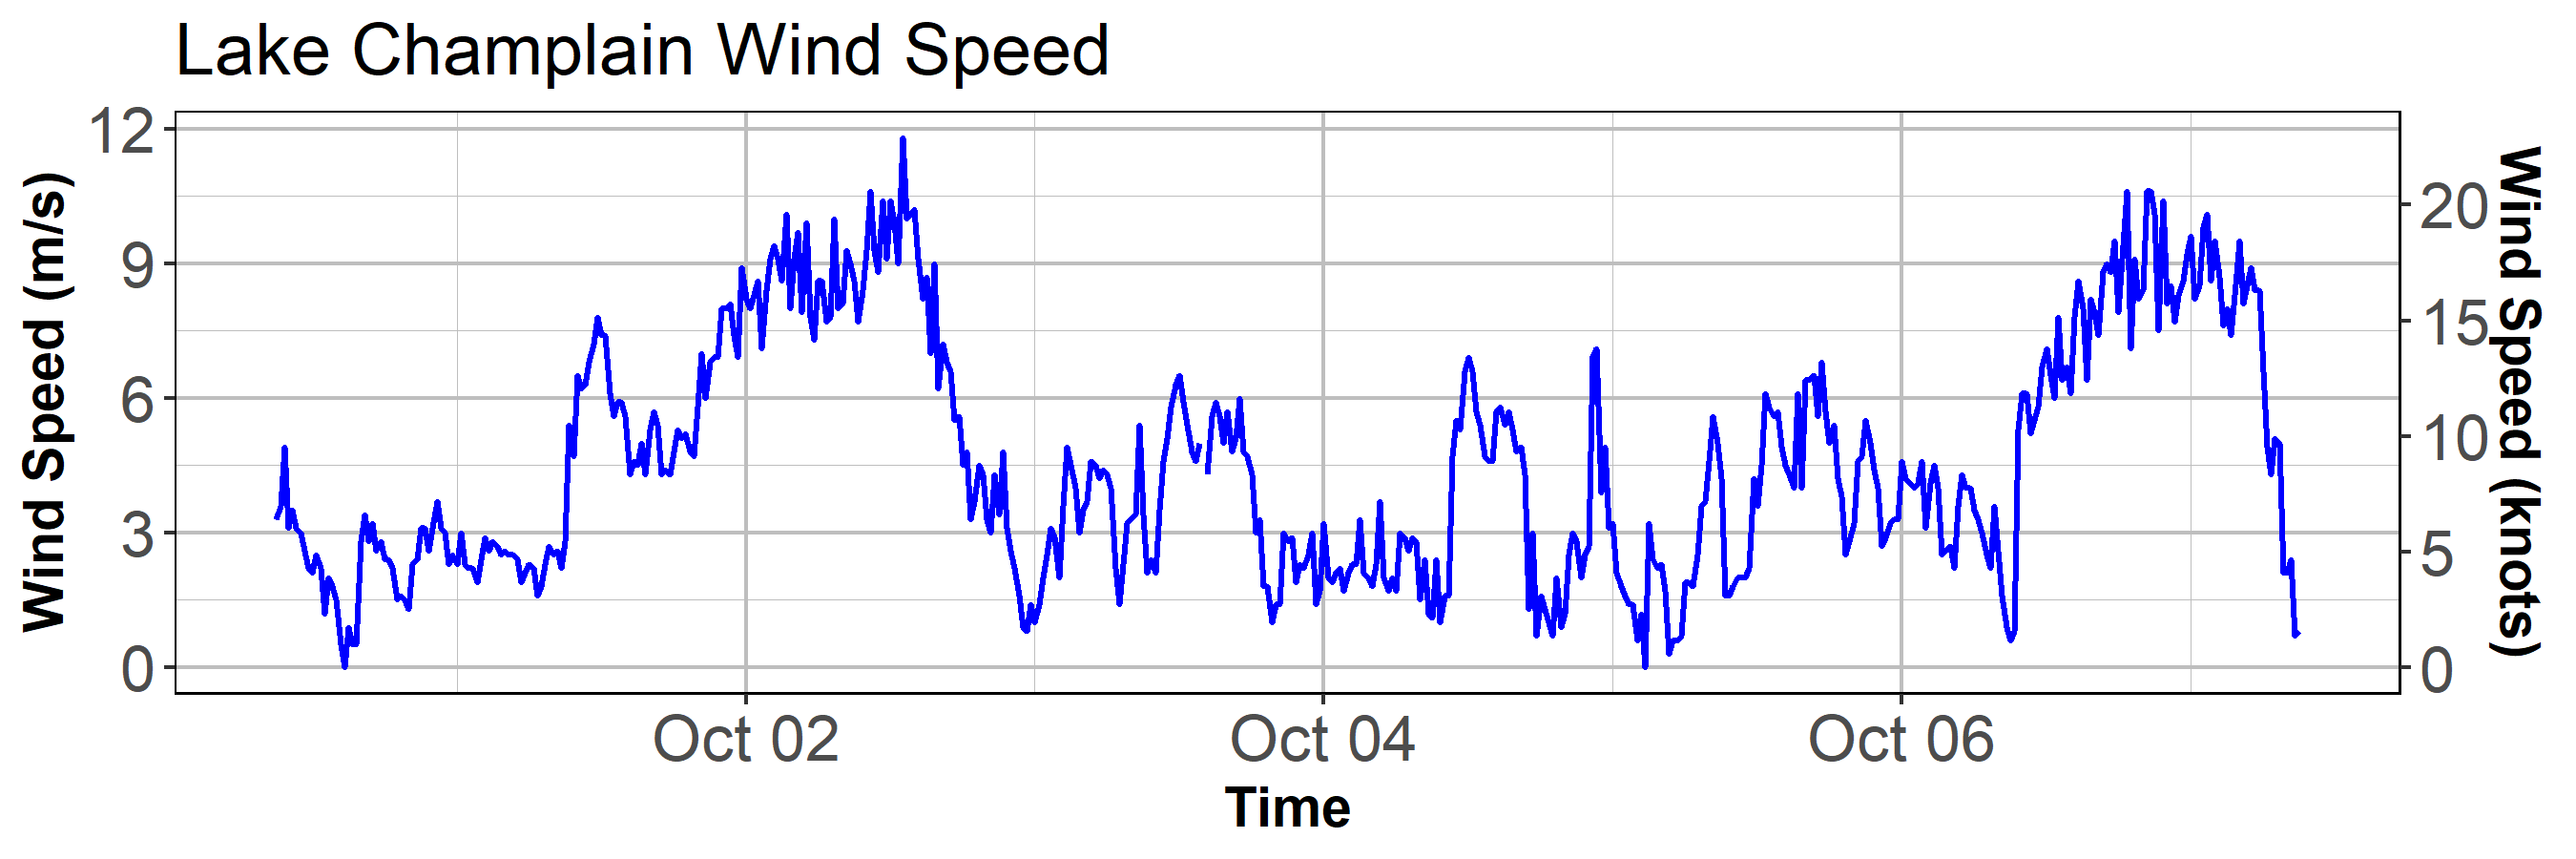 Lake Champlain Wind Speed
12
9
6
3
0
Wind Speed (m/s)
20
15
10
5
0
Wind Speed (knots)
Oct 02
Oct 04
Oct 06
Time